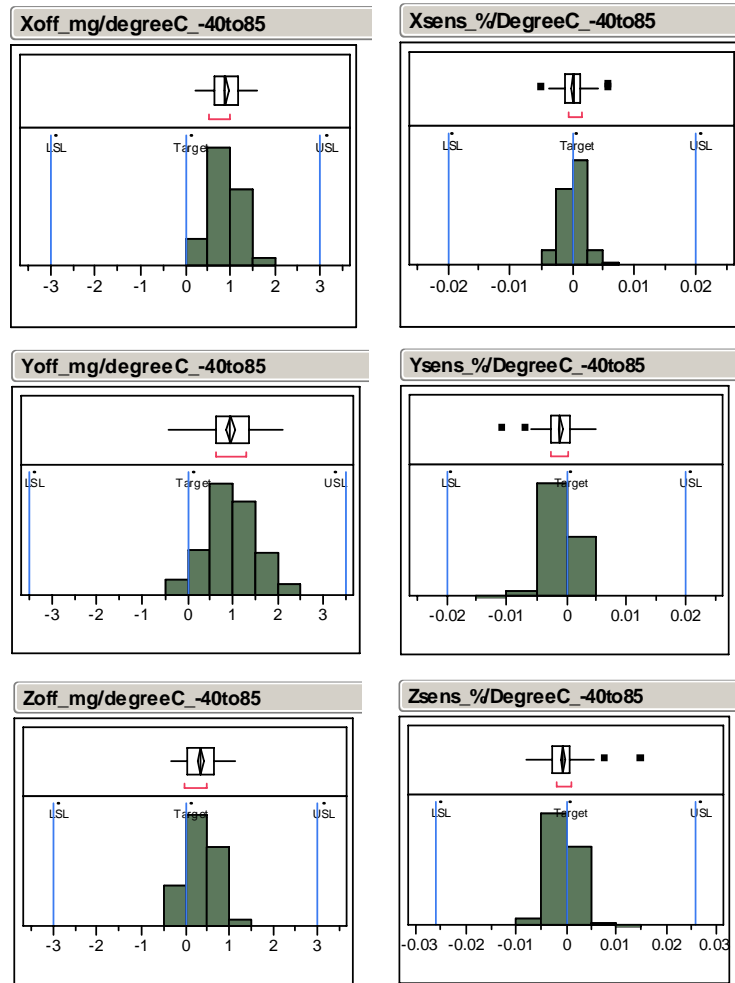 Xoff_mg/degreeC_-40to85
LSL Target USL
-3 -2 -1 0 1 2 3
Xsens_%/DegreeC_-40to85
LSL Target USL
-0.02 -0.01 0 0.01 0.02
Yoff_mg/degreeC_-40to85
LSL Target USL
-3 -2 -1 0 1 2 3
Ysens_%/DegreeC_-40to85
LSL Target USL
-0.02 -0.01 0 0.01 0.02
Zoff_mg/degreeC_-40to85
LSL Target USL
-3 -2 -1 0 1 2 3
Zsens_%/DegreeC_-40to85
LSL Target USL
-0.03 -0.02 -0.01 0 0.01 0.02 0.03